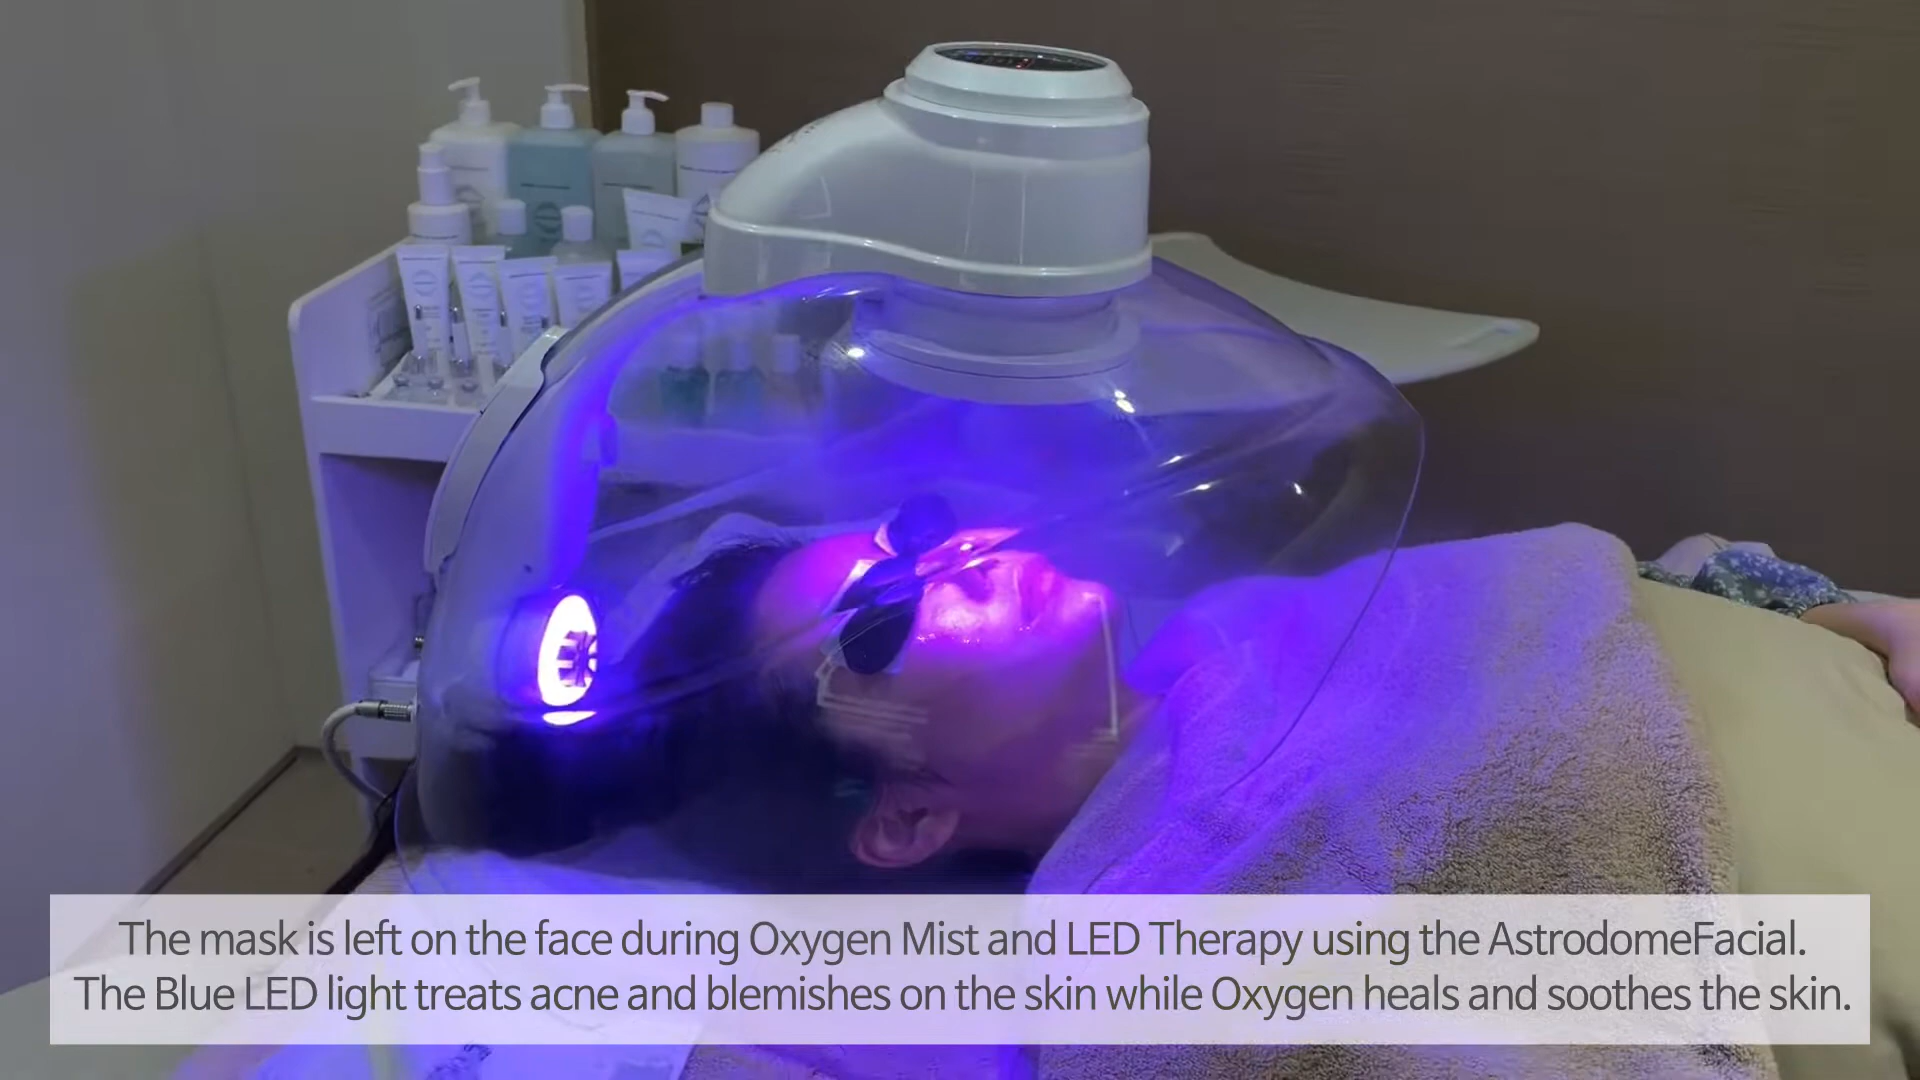 The mask is left on the face during Oxygen Mist and LED Therapy using the AstrodomeFacial.
The Blue LED light treats acne and blemishes on the skin while Oxygen heals and soothes the skin.